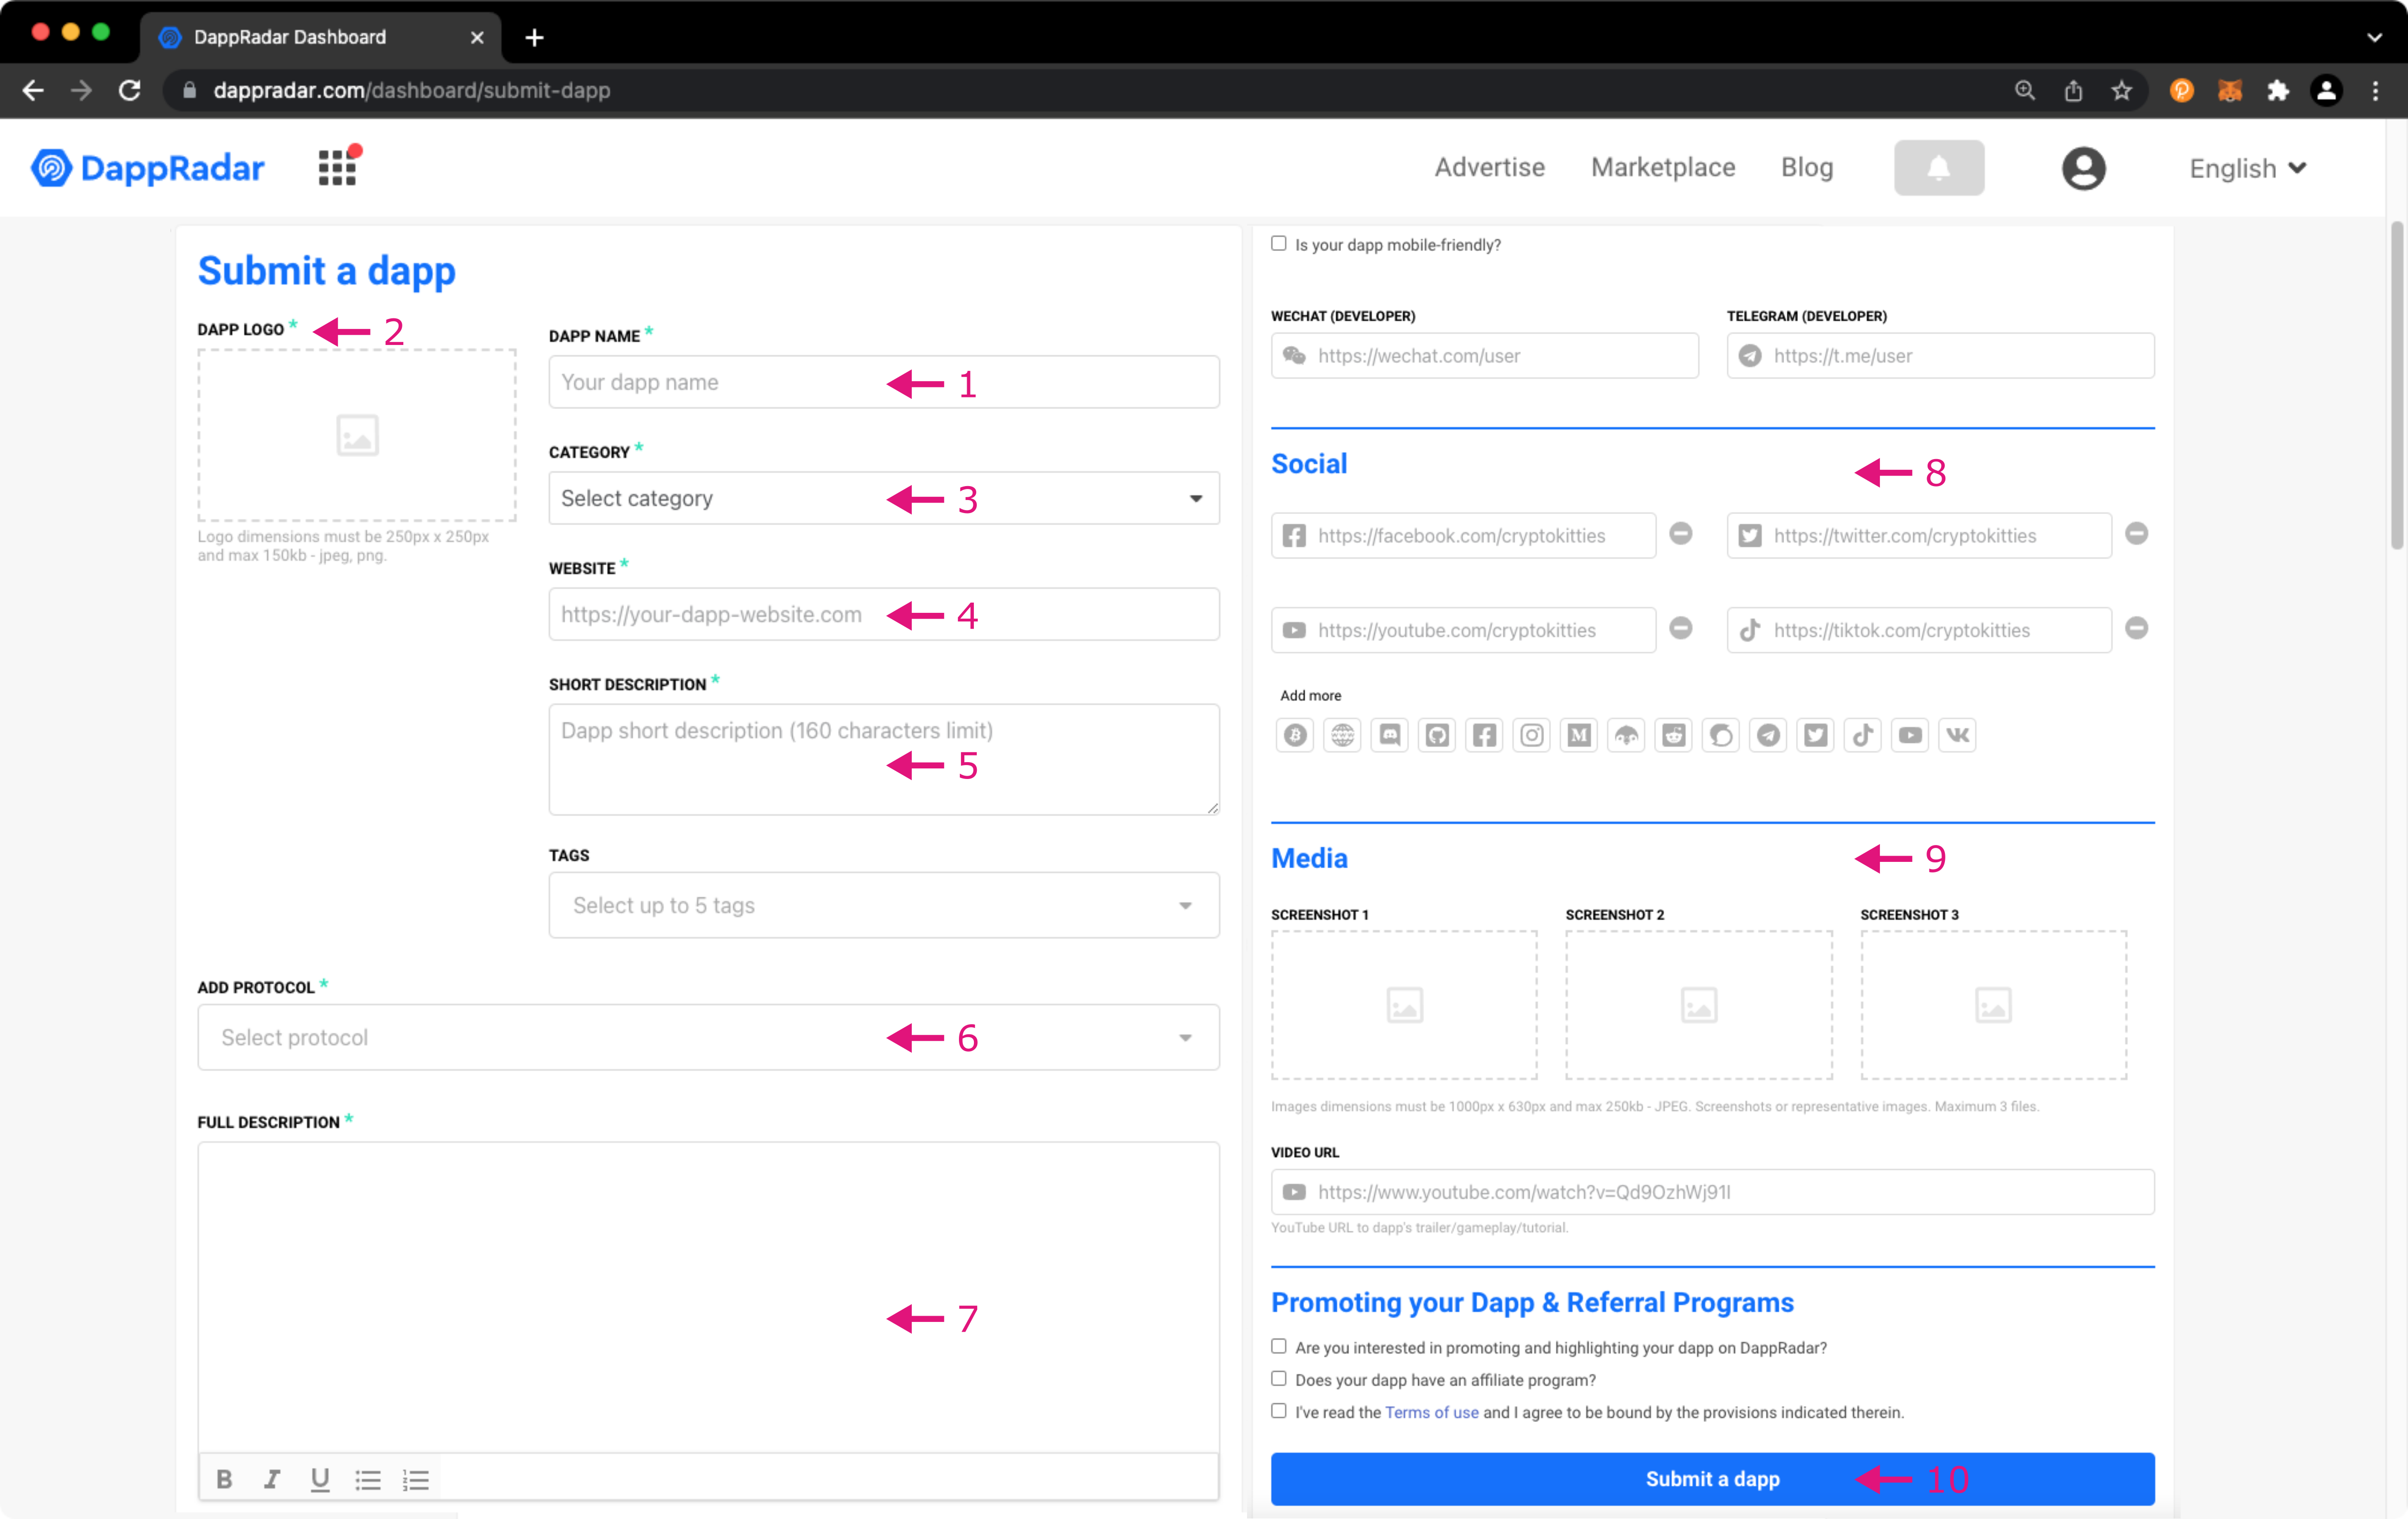 DappRadar Dashboard
dappradar.com/dashboard/submit-dapp
DappRadar
Advertise
Marketplace
Blog
English
Submit a dapp
DAPP LOGO *
2
Logo dimensions must be 250px x 250px
and max 150kb - jpeg, png.
DAPP NAME *
Your dapp name
1
CATEGORY *
Select category
3
WEBSITE *
https://your-dapp-website.com
4
SHORT DESCRIPTION *
Dapp short description (160 characters limit)
5
TAGS
Select up to 5 tags
ADD PROTOCOL *
Select protocol
6
FULL DESCRIPTION *
7
B I U
Is your dapp mobile-friendly?
WECHAT (DEVELOPER)
https://wechat.com/user
TELEGRAM (DEVELOPER)
https://t.me/user
Social
8
https://facebook.com/cryptokitties
https://twitter.com/cryptokitties
https://youtube.com/cryptokitties
https://tiktok.com/cryptokitties
Add more
Media
9
SCREENSHOT 1
SCREENSHOT 2
SCREENSHOT 3
Images dimensions must be 1000px x 630px and max 250kb - JPEG. Screenshots or representative images. Maximum 3 files.
VIDEO URL
https://www.youtube.com/watch?v=Qd9OzhWj91I
YouTube URL to dapp's trailer/gameplay/tutorial.
Promoting your Dapp & Referral Programs
Are you interested in promoting and highlighting your dapp on DappRadar?
Does your dapp have an affiliate program?
I've read the Terms of use and I agree to be bound by the provisions indicated therein.
Submit a dapp
10